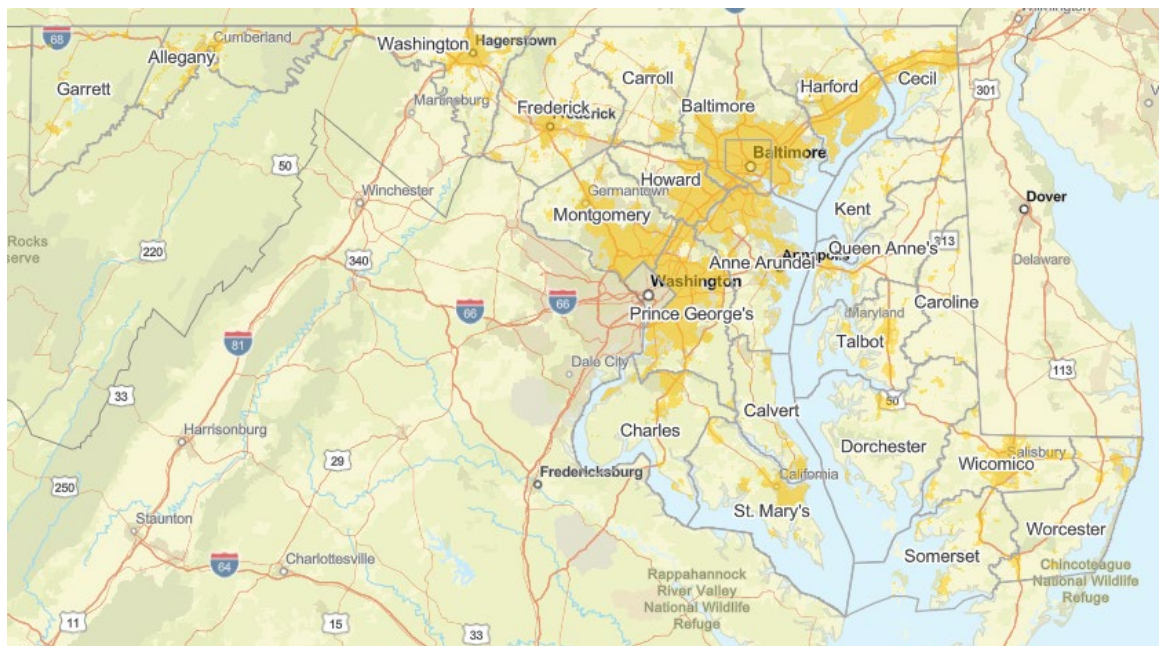 Wilmington
68
Cumberland
Washington
Hagerstown
Allegany
Garrett
Carroll
Harford
Cecil
301
Martinsburg
Baltimore
Frederick
Frederick
Baltimore
50
Howard
Winchester
Germantown
Kent
Dover
Montgomery
Rocks
serve
220
340
Queen Anne's
313
Anne Arundel
Annapolis
Delaware
Washington
66
66
Caroline
Prince George's
Maryland
Talbot
81
Dale City
113
33
50
Calvert
Charles
Harrisonburg
Dorchester
29
Salisbury
Wicomico
Fredericksburg
California
250
St. Mary's
Staunton
Worcester
Somerset
Charlottesville
64
Rappahannock
River Valley
National Wildlife
Refuge
Chincoteague
National Wildlife
Refuge
11
15
33